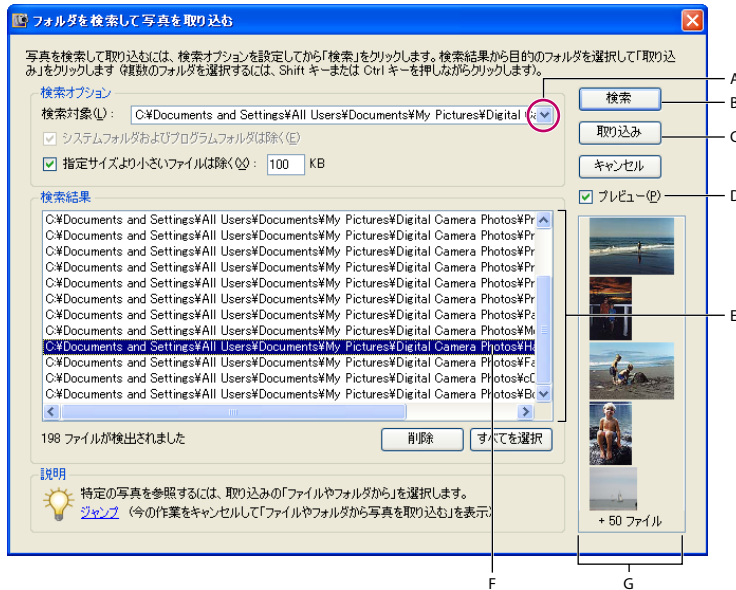 フォルダを検索して写真を取り込む
写真を検索して取り込むには、検索オプションを設定してから「検索」をクリックします。検索結果から目的のフォルダを選択して「取り込
み」をクリックします（複数のフォルダを選択するには、Shift キーまたは Ctrl キーを押しながらクリックします）。
検索オプション
検索対象(L)： C:¥Documents and Settings¥All Users¥Documents¥My Pictures¥Digital
システムフォルダおよびプログラムフォルダは除く(E)
指定サイズより小さいファイルは除く(X)： 100 KB
検索
取り込み
キャンセル
プレビュー(P)
A
B
C
D
検索結果
C:¥Documents and Settings¥All Users¥Documents¥My Pictures¥Digital Camera Photos¥Pr
C:¥Documents and Settings¥All Users¥Documents¥My Pictures¥Digital Camera Photos¥Pr
C:¥Documents and Settings¥All Users¥Documents¥My Pictures¥Digital Camera Photos¥Pr
C:¥Documents and Settings¥All Users¥Documents¥My Pictures¥Digital Camera Photos¥Pr
C:¥Documents and Settings¥All Users¥Documents¥My Pictures¥Digital Camera Photos¥Pr
C:¥Documents and Settings¥All Users¥Documents¥My Pictures¥Digital Camera Photos¥Pr
C:¥Documents and Settings¥All Users¥Documents¥My Pictures¥Digital Camera Photos¥Pa
C:¥Documents and Settings¥All Users¥Documents¥My Pictures¥Digital Camera Photos¥Mo
C:¥Documents and Settings¥All Users¥Documents¥My Pictures¥Digital Camera Photos¥Ha
C:¥Documents and Settings¥All Users¥Documents¥My Pictures¥Digital Camera Photos¥Fa
C:¥Documents and Settings¥All Users¥Documents¥My Pictures¥Digital Camera Photos¥cD
C:¥Documents and Settings¥All Users¥Documents¥My Pictures¥Digital Camera Photos¥Bo
E
198 ファイルが検出されました
削除
すべてを選択
説明
特定の写真を参照するには、取り込みの「ファイルやフォルダから」を選択します。
ジャンプ （今の作業をキャンセルして「ファイルやフォルダから写真を取り込む」を表示）
+ 50 ファイル
F
G